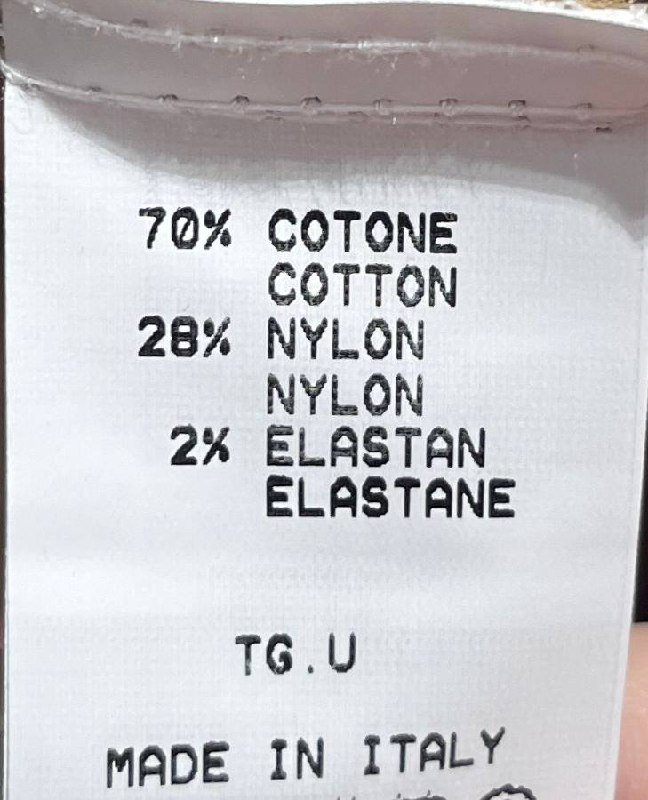 70% COTONE
COTTON
28% NYLON
NYLON
2% ELASTAN
ELASTANE
TG.U
MADE IN ITALY